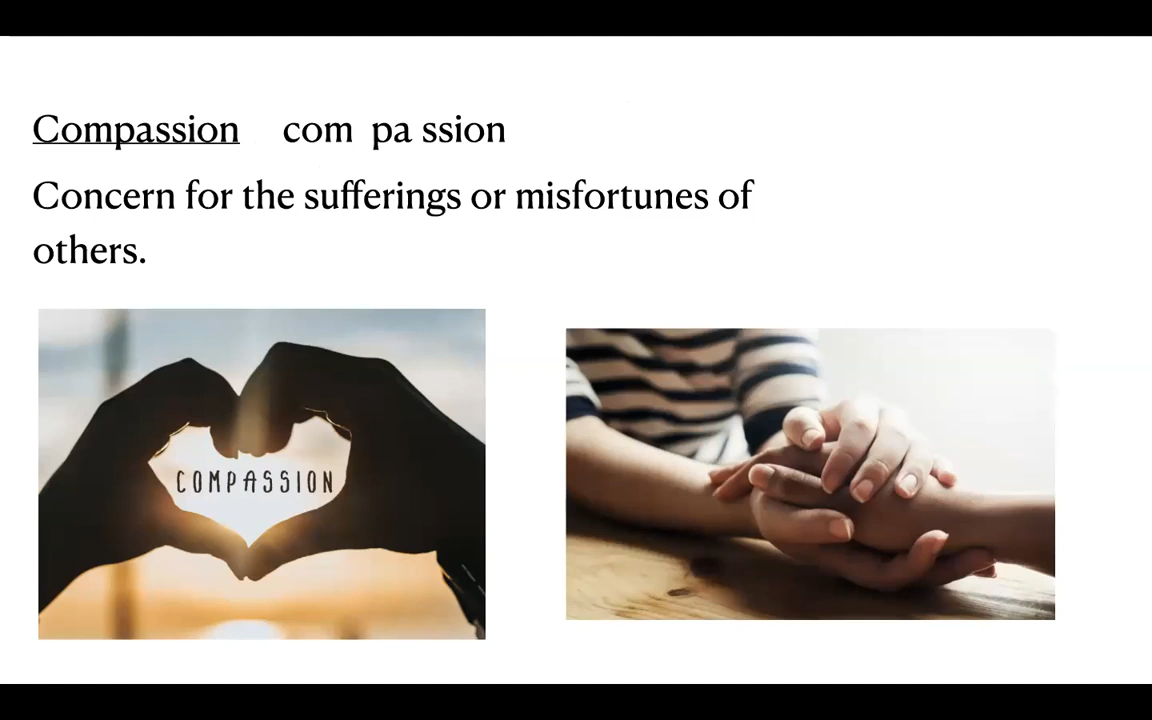 Compassion com pa ssion
Concern for the sufferings or misfortunes of
others.
COMPASSION